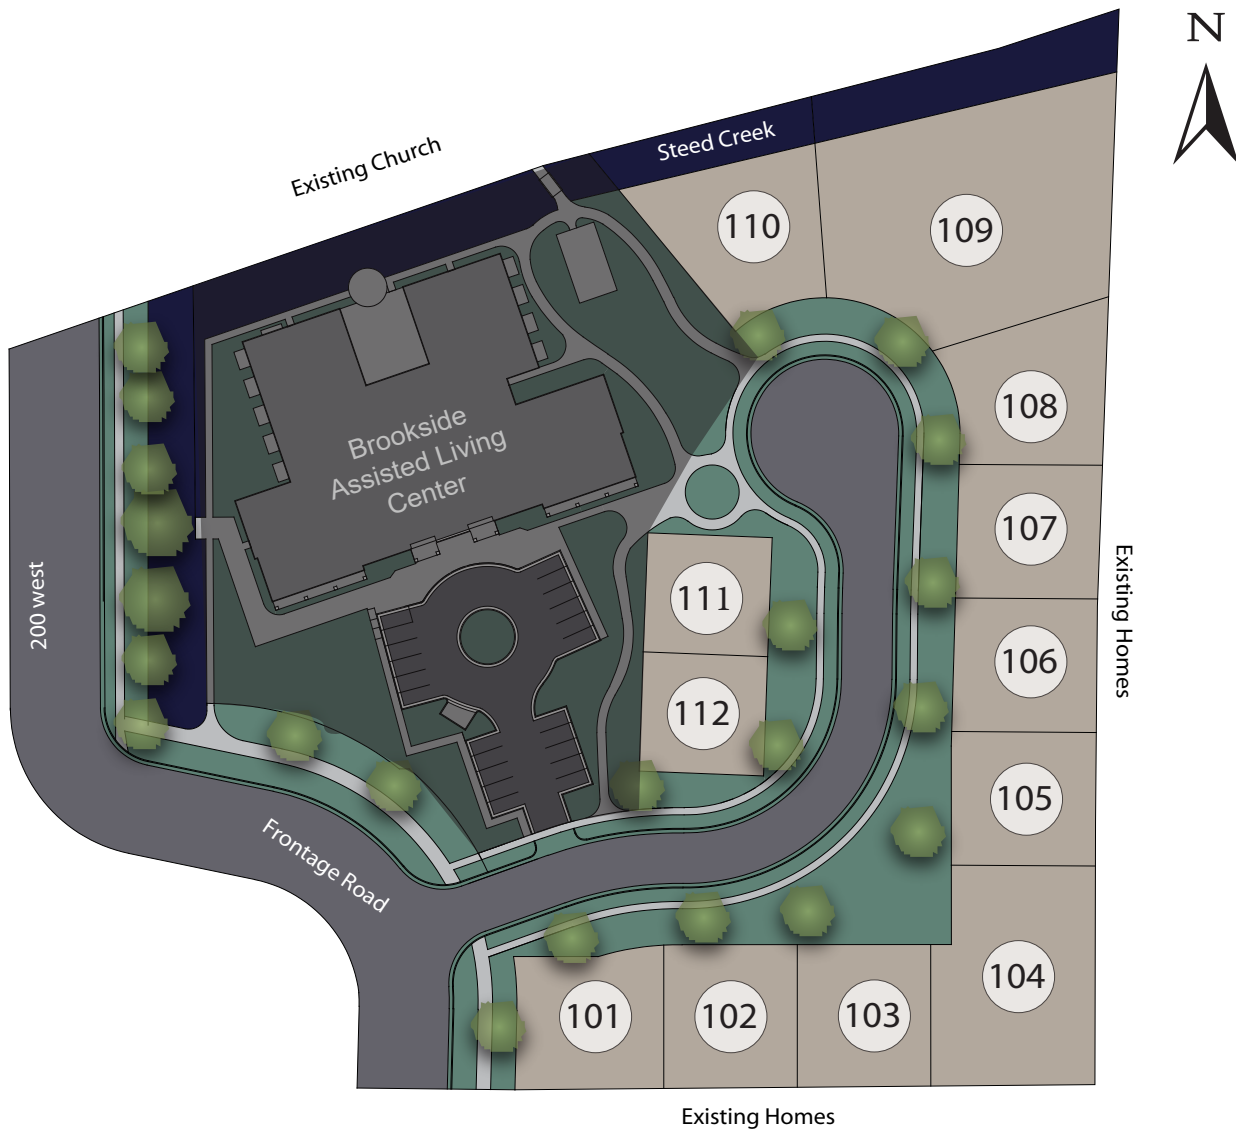 N
Existing Church
Steed Creek
110
109
108
Brookside
Assisted Living
Center
107
Existing Homes
111
200 west
106
112
105
Frontage Road
104
101
102
103
Existing Homes